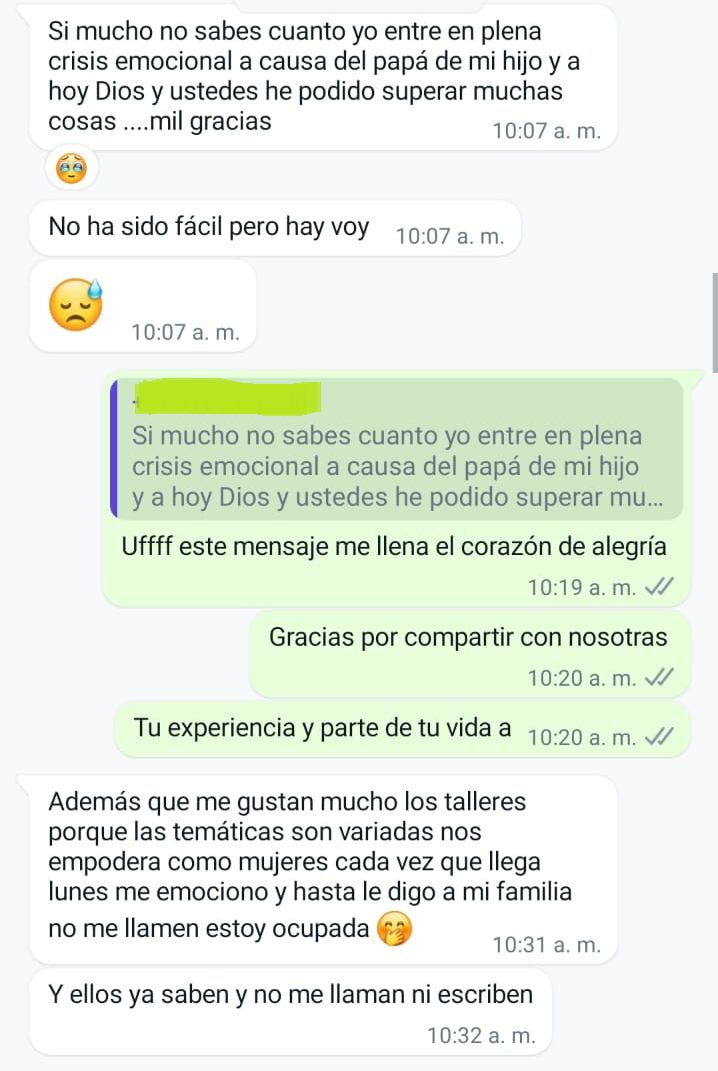 Si mucho no sabes cuanto yo entre en plena
crisis emocional a causa del papá de mi hijo y a
hoy Dios y ustedes he podido superar muchas
cosas ....mil gracias
10:07 a. m.
No ha sido fácil pero hay voy 10:07 a. m.
10:07 a. m.
+
Si mucho no sabes cuanto yo entre en plena
crisis emocional a causa del papá de mi hijo
y a hoy Dios y ustedes he podido superar mu...
Uffff este mensaje me llena el corazón de alegría
10:19 a. m.
Gracias por compartir con nosotras
10:20 a. m.
Tu experiencia y parte de tu vida a 10:20 a. m.
Además que me gustan mucho los talleres
porque las temáticas son variadas nos
empodera como mujeres cada vez que llega
lunes me emociono y hasta le digo a mi familia
no me llamen estoy ocupada 🤭
10:31 a. m.
Y ellos ya saben y no me llaman ni escriben
10:32 a. m.